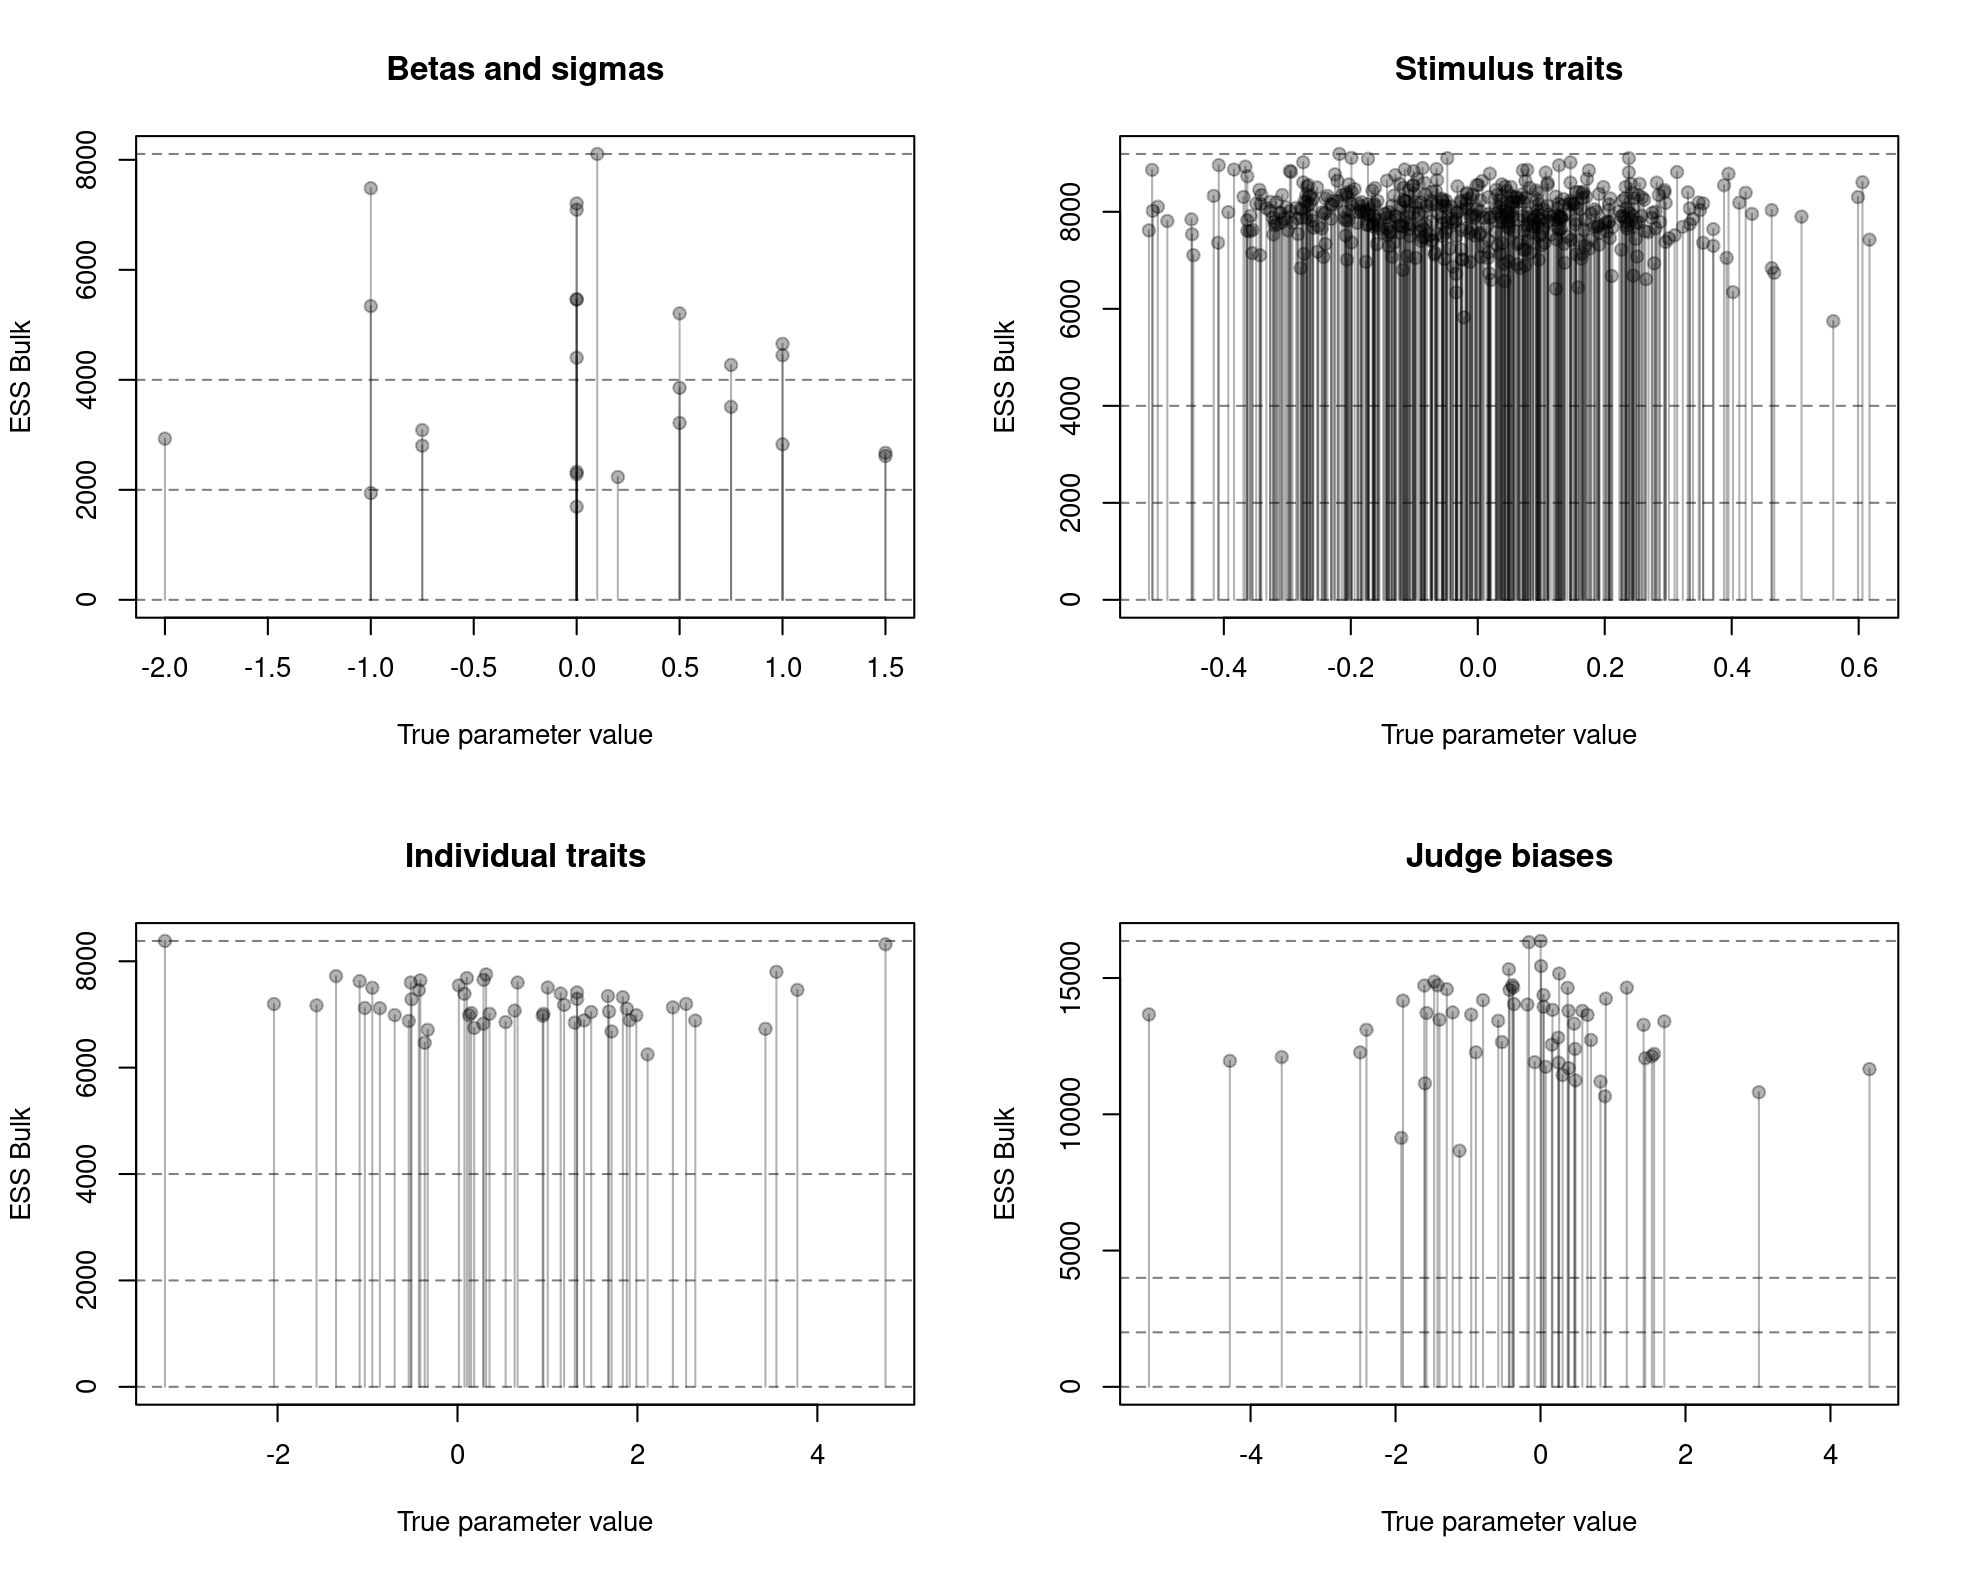 Betas and sigmas
ESS Bulk
8000
6000
4000
2000
0
-2.0 -1.5 -1.0 -0.5 0.0 0.5 1.0 1.5
True parameter value
Stimulus traits
ESS Bulk
8000
6000
4000
2000
0
-0.4 -0.2 0.0 0.2 0.4 0.6
True parameter value
Individual traits
ESS Bulk
8000
6000
4000
2000
0
-2 0 2 4
True parameter value
Judge biases
ESS Bulk
15000
10000
5000
0
-4 -2 0 2 4
True parameter value